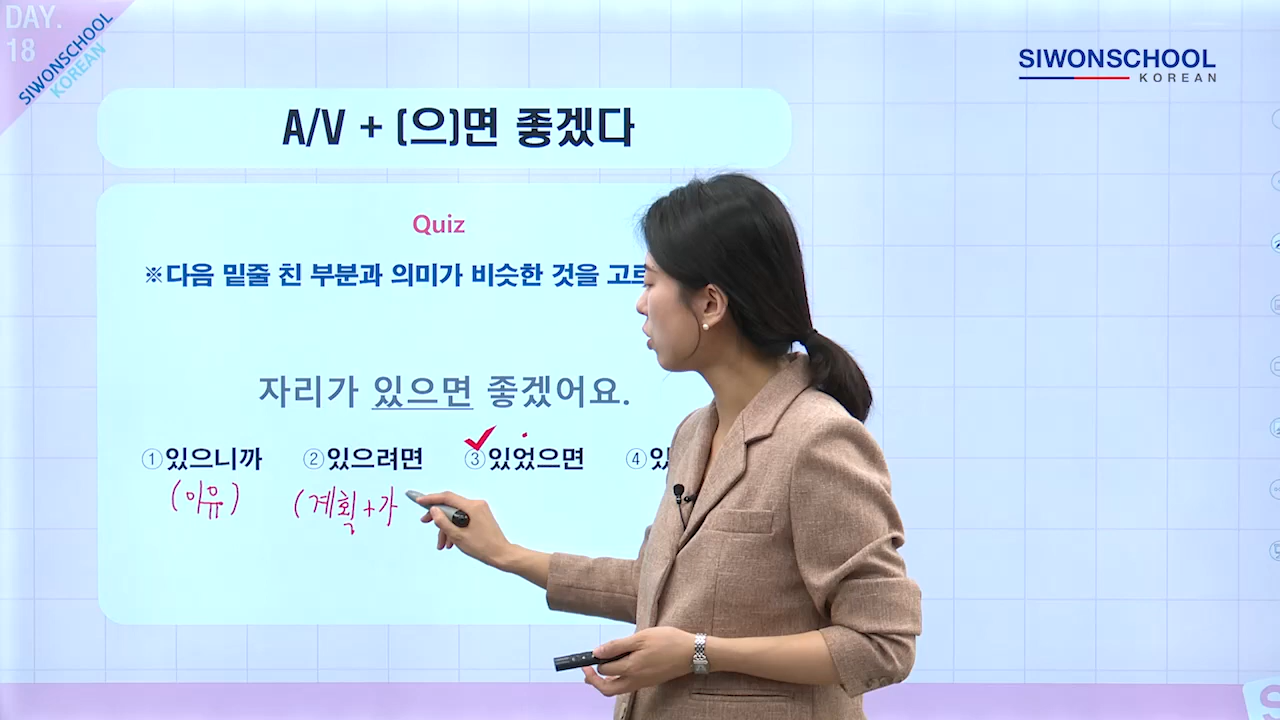 DAY.
18
SIWONSCHOOL
KOREAN
SIWONSCHOOL
KOREAN
A/V + (으)면 좋겠다
Quiz
※다음 밑줄 친 부분과 의미가 비슷한 것을
자리가 있으면 좋겠어요.
①있으니까 ②있으려면 ③있었으면 ④
(이유) (계획+가